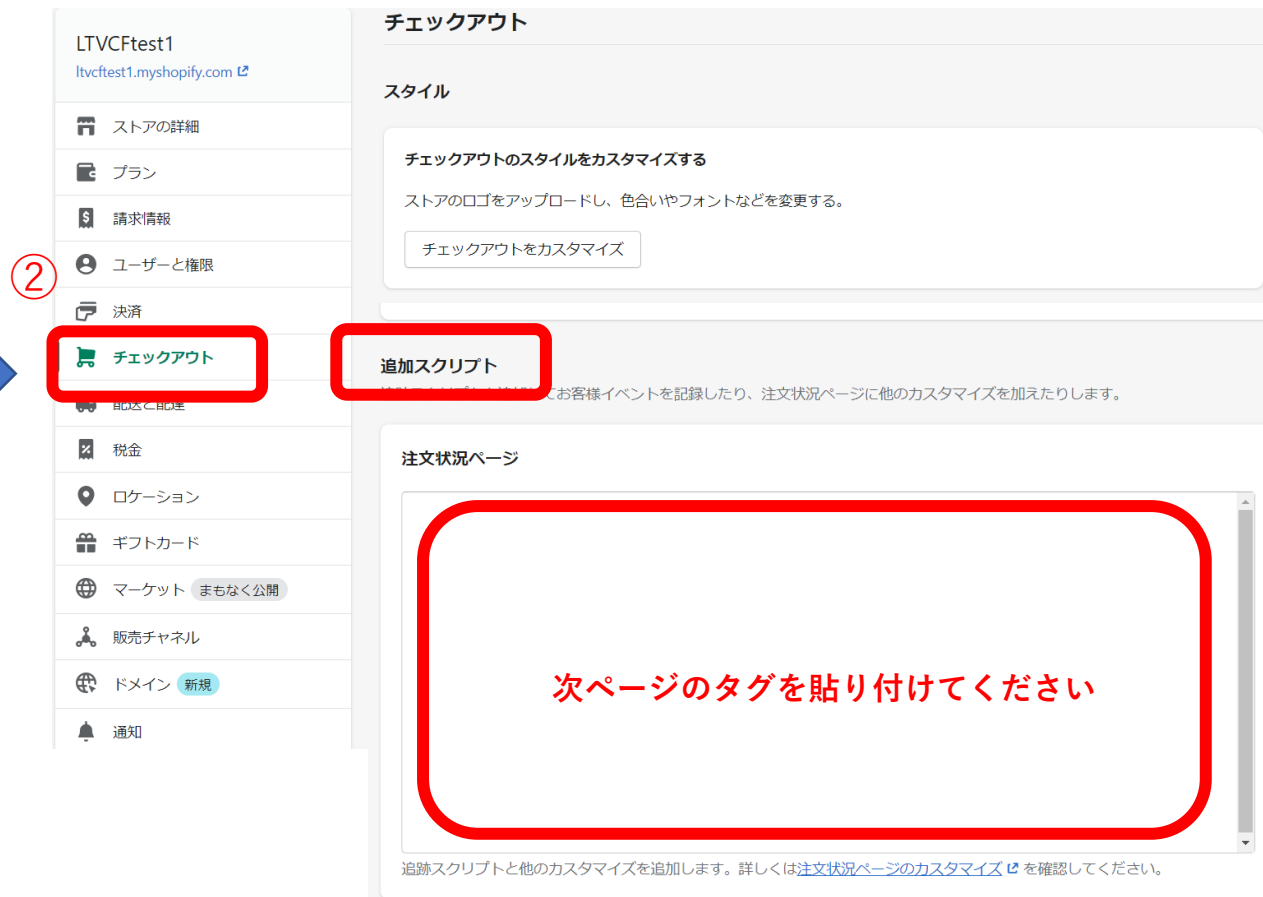 LTVCFtest1
ltvcftest1.myshopify.com
ストアの詳細
プラン
請求情報
②
ユーザーと権限
決済
チェックアウト
配送と配達
税金
ロケーション
ギフトカード
マーケット まもなく公開
販売チャネル
ドメイン 新規
通知
チェックアウト
スタイル
チェックアウトのスタイルをカスタマイズする
ストアのロゴをアップロードし、色合いやフォントなどを変更する。
チェックアウトをカスタマイズ
追加スクリプト
てお客様イベントを記録したり、注文状況ページに他のカスタマイズを加えたりします。
注文状況ページ
次ページのタグを貼り付けてください
追跡スクリプトと他のカスタマイズを追加します。詳しくは注文状況ページのカスタマイズ を確認してください。